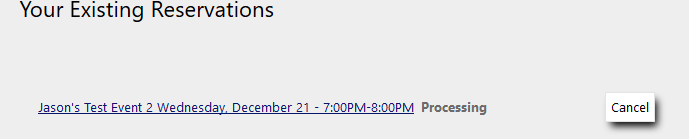 Your Existing Reservations
Jason's Test Event 2 Wednesday, December 21 - 7:00PM-8:00PM Processing Cancel